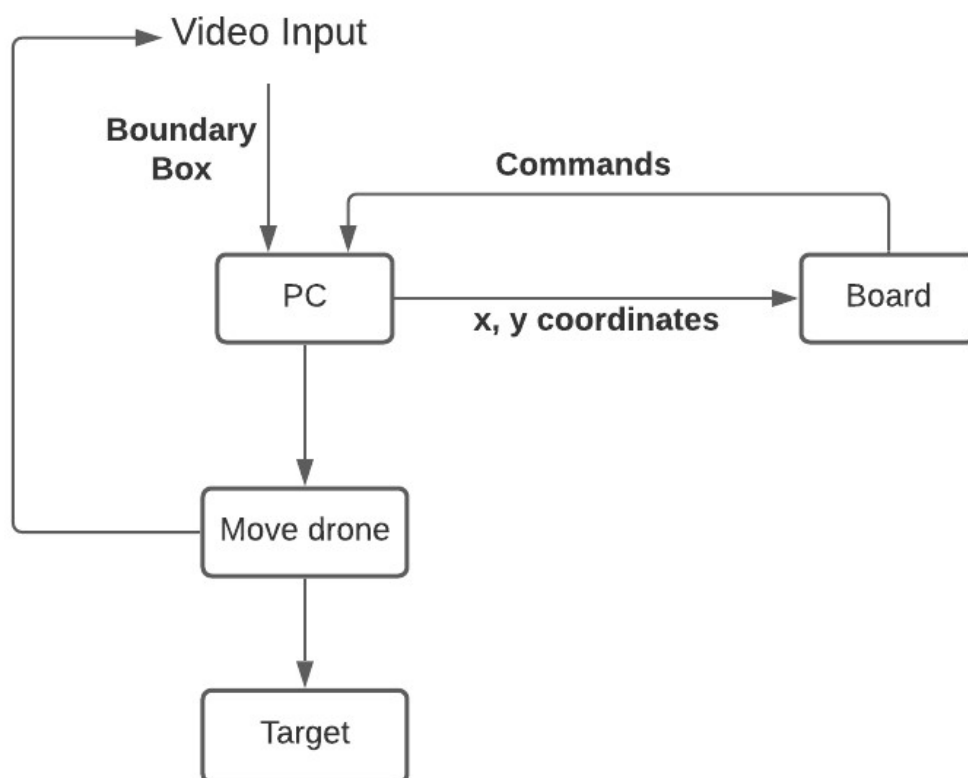 Video Input
Boundary
Box
Commands
PC
x, y coordinates
Board
Move drone
Target